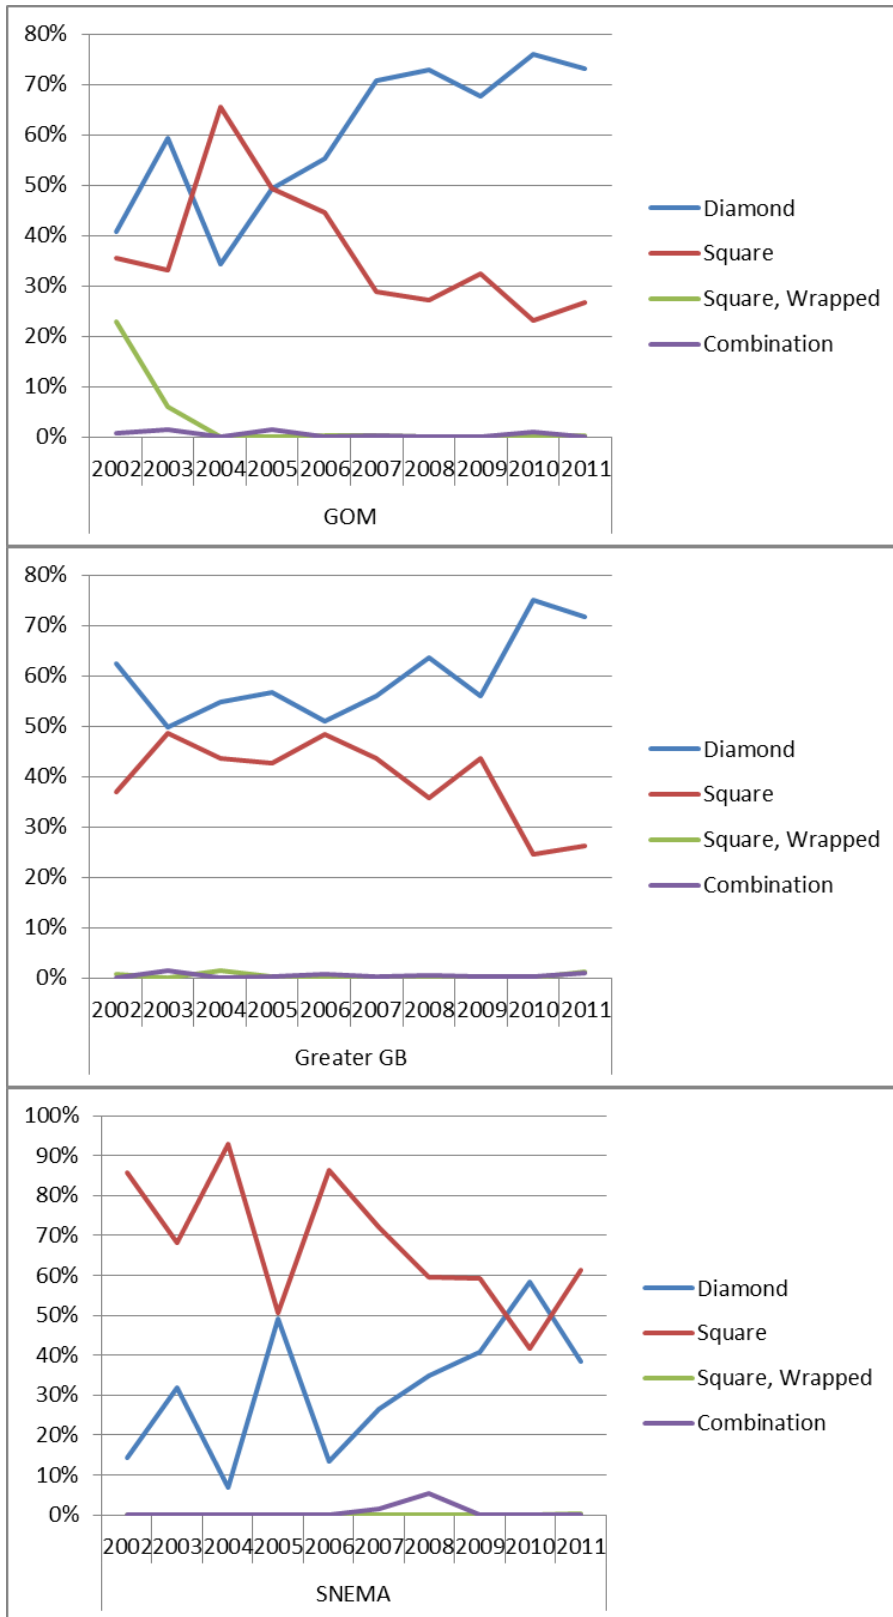 80%
70%
60%
50%
40%
30%
20%
10%
0%
2002 2003 2004 2005 2006 2007 2008 2009 2010 2011
GOM
Diamond
Square
Square, Wrapped
Combination
80%
70%
60%
50%
40%
30%
20%
10%
0%
2002 2003 2004 2005 2006 2007 2008 2009 2010 2011
Greater GB
Diamond
Square
Square, Wrapped
Combination
100%
90%
80%
70%
60%
50%
40%
30%
20%
10%
0%
2002 2003 2004 2005 2006 2007 2008 2009 2010 2011
SNEMA
Diamond
Square
Square, Wrapped
Combination